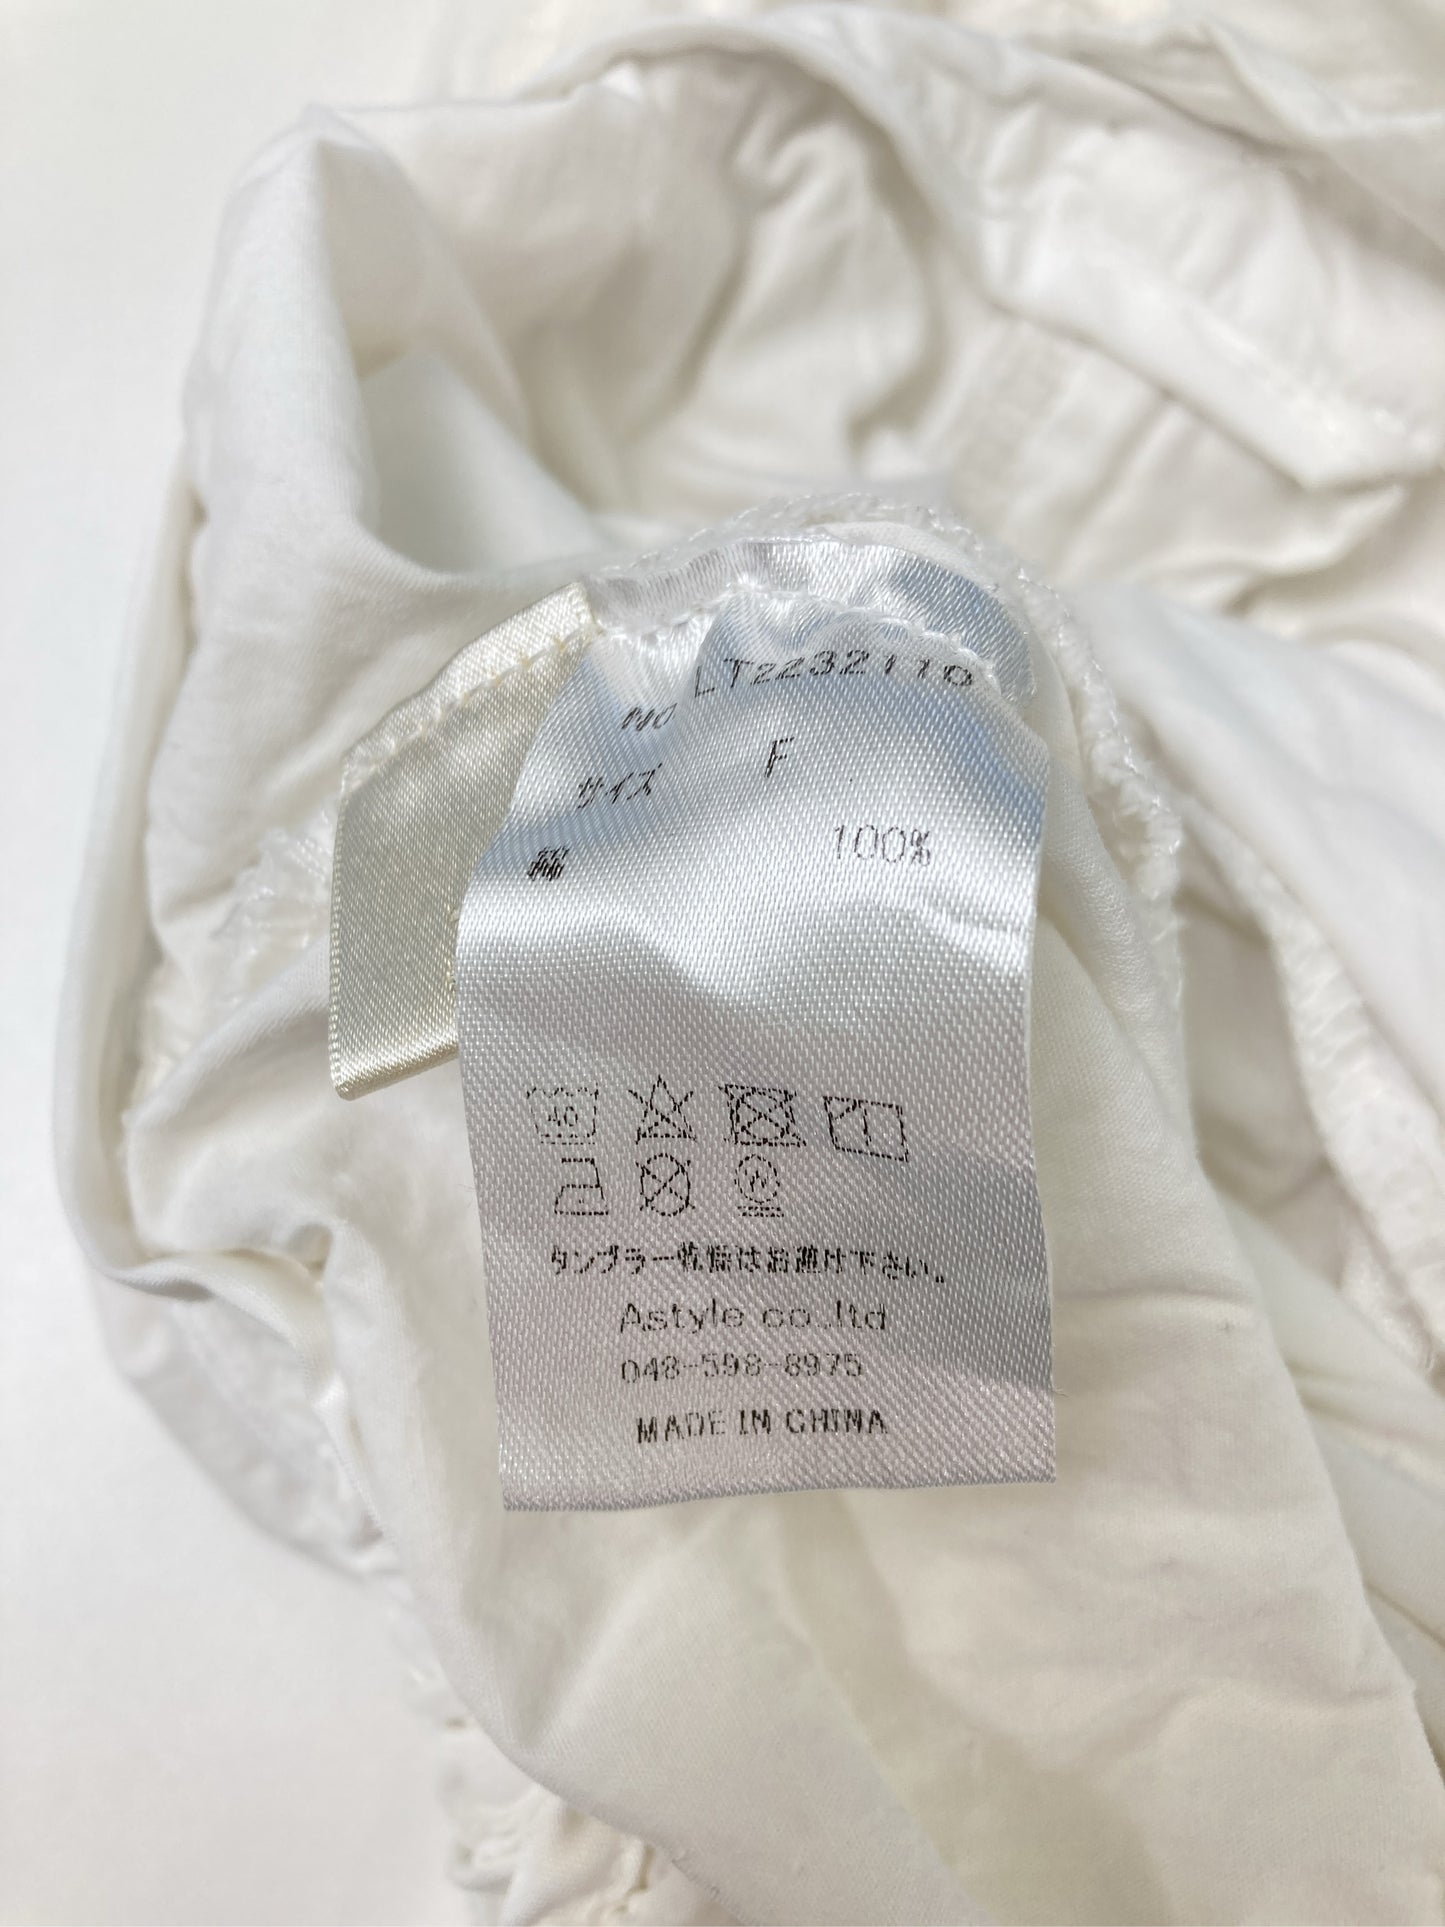 NO LT2232110
サイズ F
綿 100%
40
タンブラー乾燥はお避け下さい。
Astyle co.,ltd
048-598-8975
MADE IN CHINA